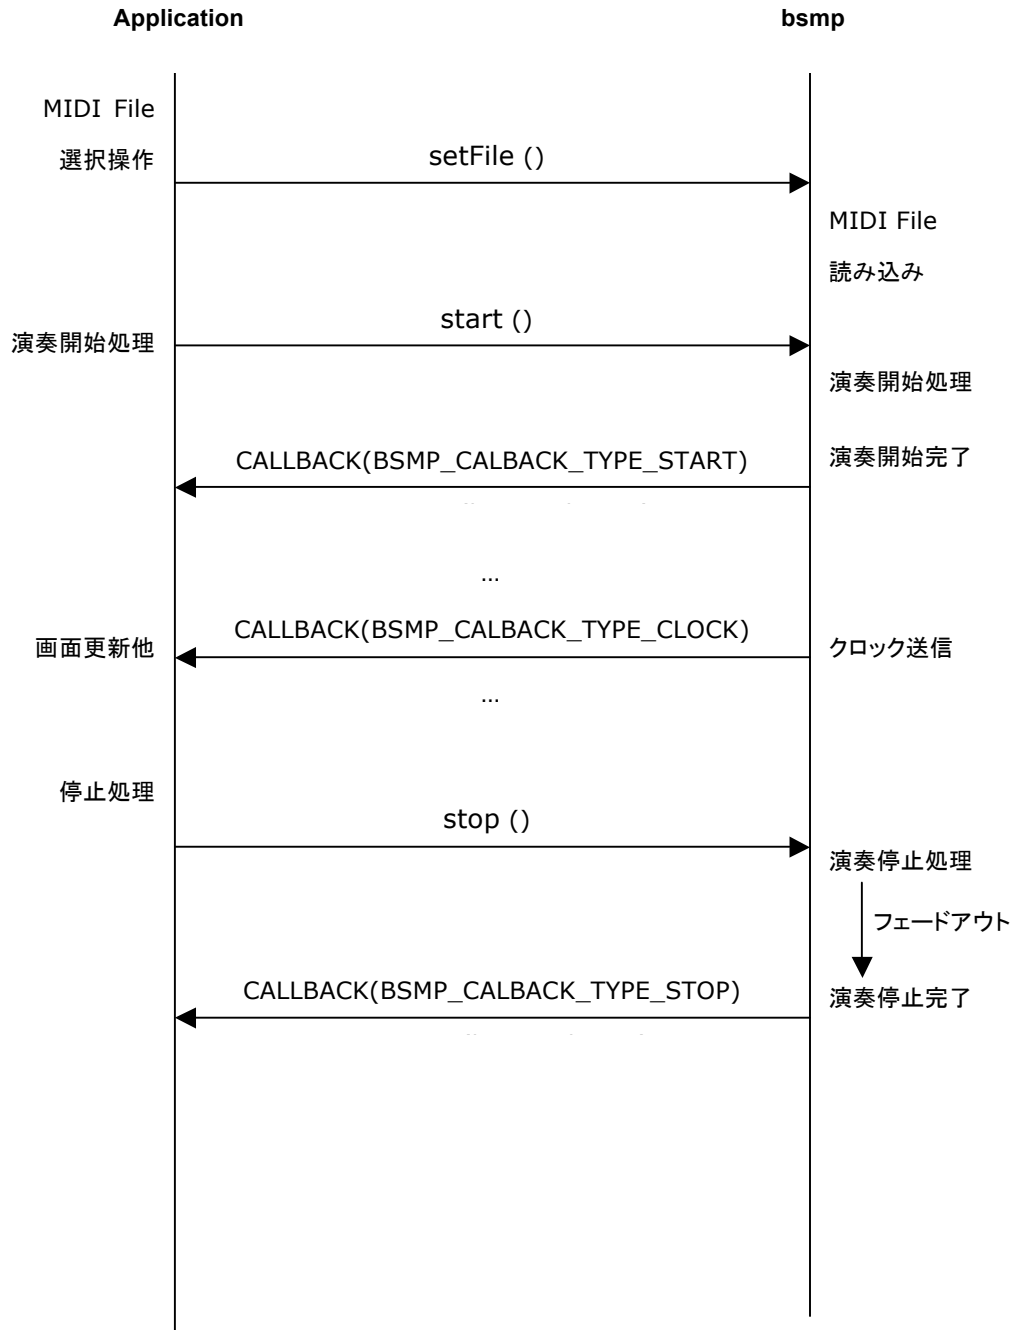 Application
bsmp
MIDI File
選択操作
setFile ()
MIDI File
読み込み
start ()
演奏開始処理
演奏開始処理
CALLBACK(BSMP_CALBACK_TYPE_START)
演奏開始完了
...
CALLBACK(BSMP_CALBACK_TYPE_CLOCK)
画面更新他
クロック送信
...
停止処理
stop ()
演奏停止処理
フェードアウト
CALLBACK(BSMP_CALBACK_TYPE_STOP)
演奏停止完了